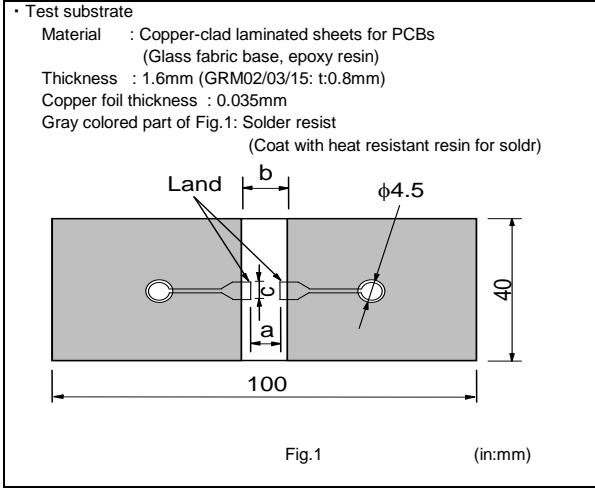 ・Test substrate
Material : Copper-clad laminated sheets for PCBs
(Glass fabric base, epoxy resin)
Thickness : 1.6mm (GRM02/03/15: t:0.8mm)
Copper foil thickness : 0.035mm
Gray colored part of Fig.1: Solder resist
(Coat with heat resistant resin for soldr)
b
Land
ϕ4.5
c
40
a
100
Fig.1 (in:mm)